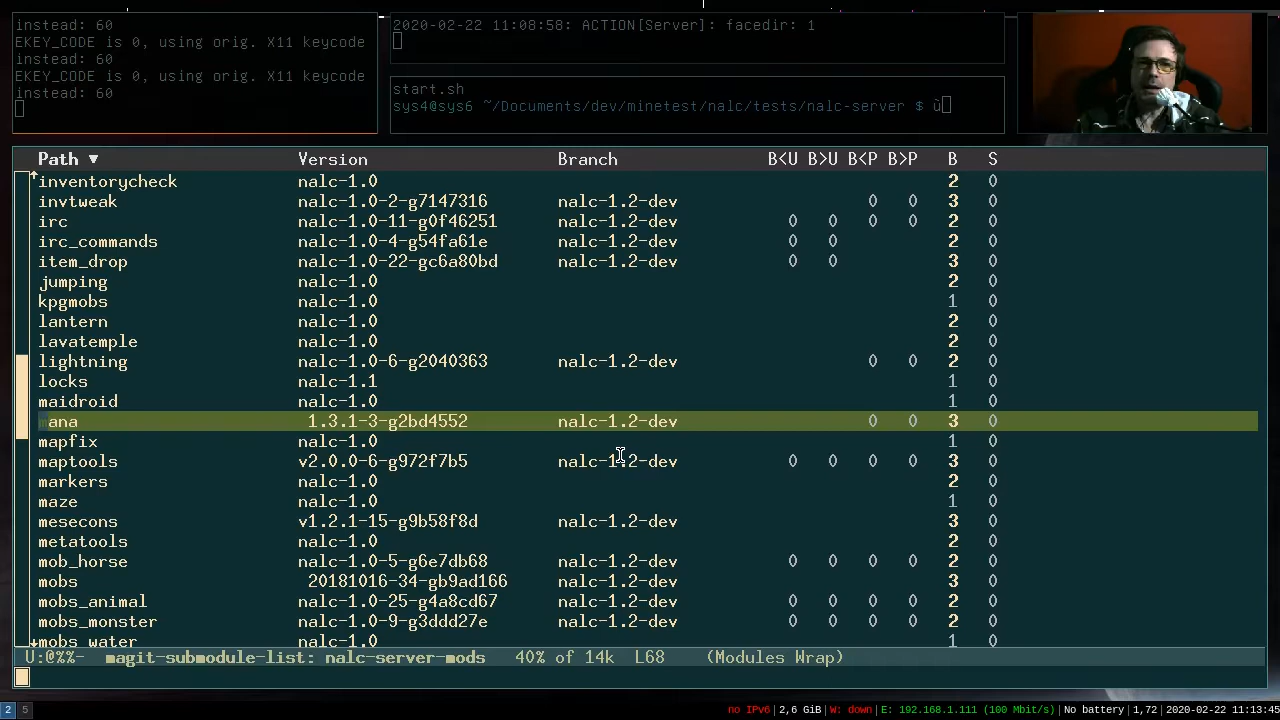 instead: 60
EKEY_CODE is 0, using orig. X11 keycode
instead: 60
EKEY_CODE is 0, using orig. X11 keycode
instead: 60
2020-02-22 11:08:58: ACTION[Server]: facedir: 1
start.sh
sys4@sys6 ~/Documents/dev/minetest/nalc/tests/nalc-server $ ù
Path ▼ Version Branch B<U B>U B<P B>P B S
inventorycheck nalc-1.0 2 0
invtweak nalc-1.0-2-g7147316 nalc-1.2-dev 0 0 3 0
irc nalc-1.0-11-g0f46251 nalc-1.2-dev 0 0 0 0 2 0
irc_commands nalc-1.0-4-g54fa61e nalc-1.2-dev 0 0 2 0
item_drop nalc-1.0-22-gc6a80bd nalc-1.2-dev 0 0 3 0
jumping nalc-1.0 2 0
kpgmobs nalc-1.0 1 0
lantern nalc-1.0 2 0
lavatemple nalc-1.0 2 0
lightning nalc-1.0-6-g2040363 nalc-1.2-dev 0 0 2 0
locks nalc-1.1 1 0
maidroid nalc-1.0 1 0
mana 1.3.1-3-g2bd4552 nalc-1.2-dev 0 0 3 0
mapfix nalc-1.0 1 0
maptools v2.0.0-6-g972f7b5 nalc-1.2-dev 0 0 0 0 3 0
markers nalc-1.0 2 0
maze nalc-1.0 1 0
mesecons v1.2.1-15-g9b58f8d nalc-1.2-dev 3 0
metatools nalc-1.0 2 0
mob_horse nalc-1.0-5-g6e7db68 nalc-1.2-dev 0 0 0 0 2 0
mobs 20181016-34-gb9ad166 nalc-1.2-dev 3 0
mobs_animal nalc-1.0-25-g4a8cd67 nalc-1.2-dev 0 0 0 0 2 0
mobs_monster nalc-1.0-9-g3ddd27e nalc-1.2-dev 0 0 0 0 2 0
mobs_water nalc-1.0 1 0
U:@%%- magit-submodule-list: nalc-server-mods 40% of 14k L68 (Modules Wrap)
2 5 no IPv6 | 2,6 GiB | W: down | E: 192.168.1.111 (100 Mbit/s) | No battery | 1,72 | 2020-02-22 11:13:45